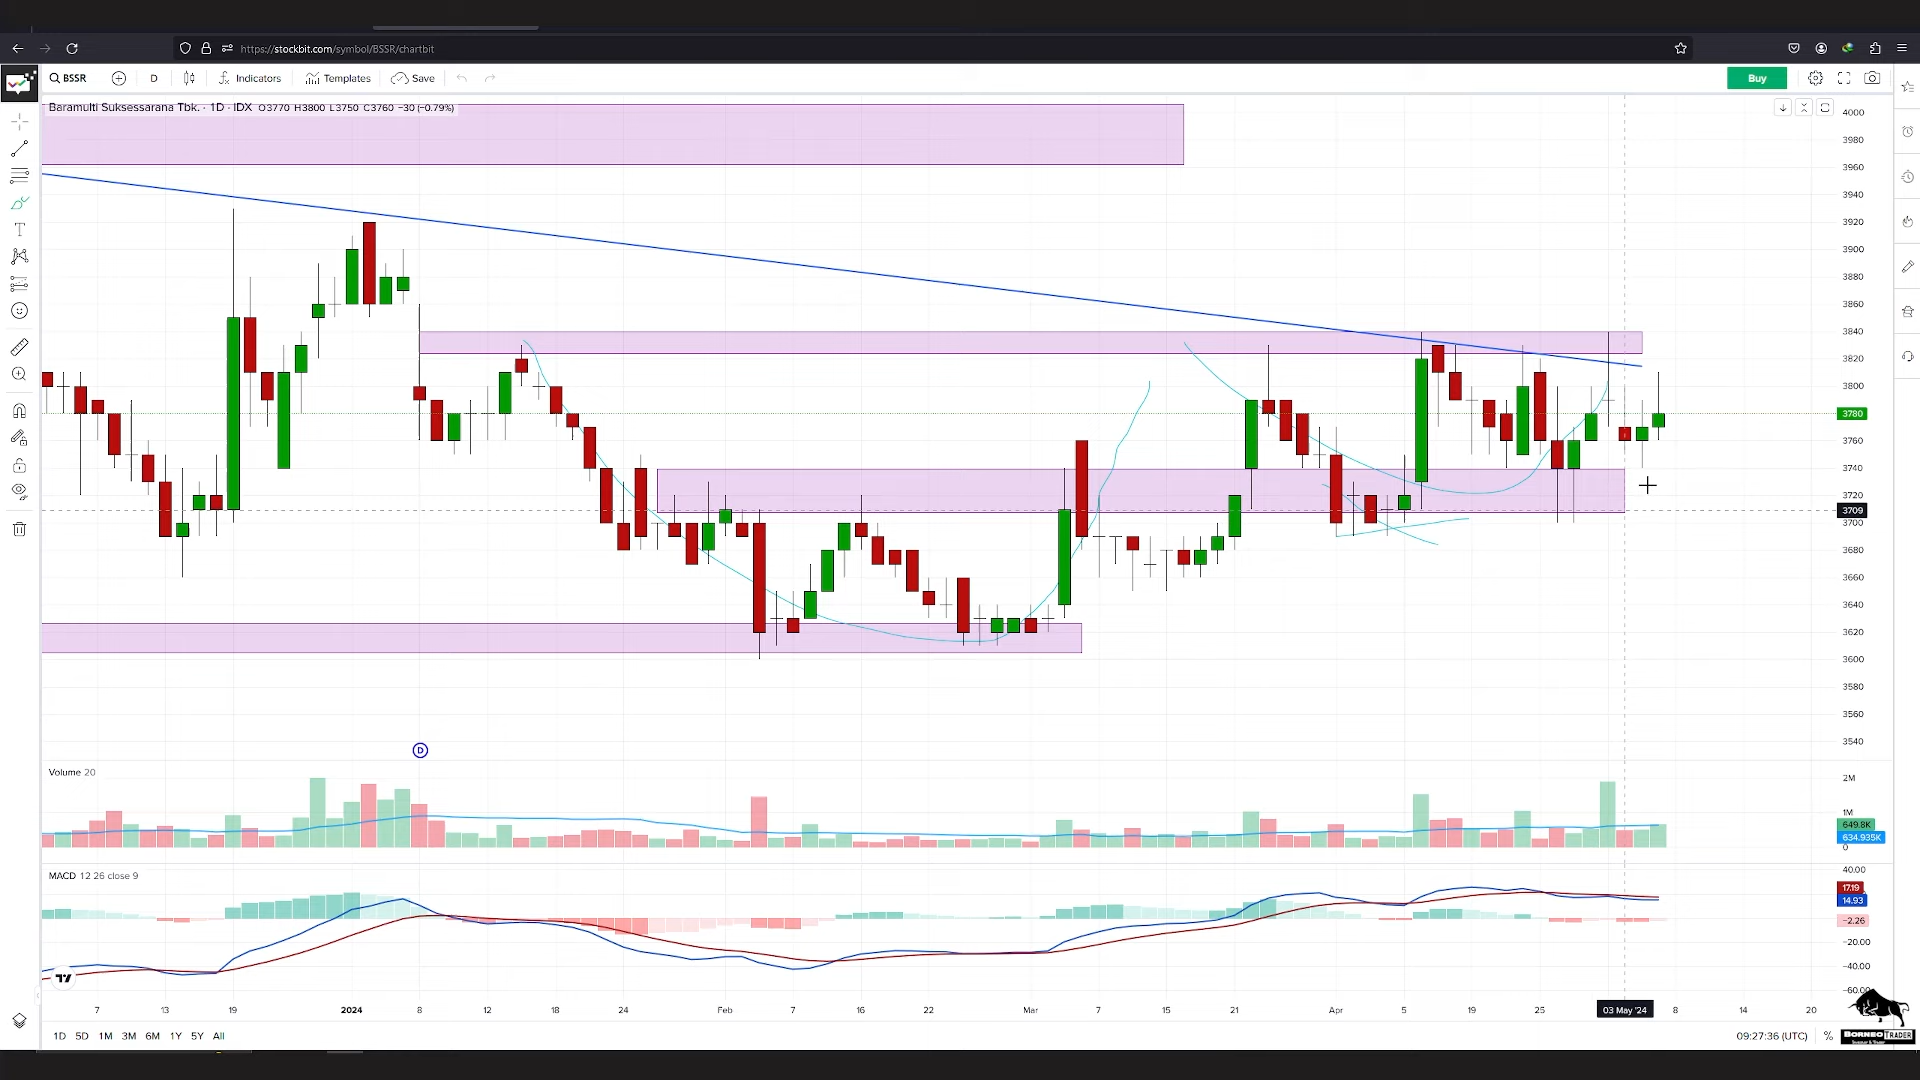 https://stockbit.com/symbol/BSSR/chartbit
BSSR D Indicators Templates Save Buy
Baramulti Suksessarana Tbk. · 1D · IDX O3770 H3800 L3750 C3760 −30 (−0.79%)
4000
3980
3960
3940
3920
3900
3880
3860
3840
3820
3800
3780
3760
3740
3720
3709
3700
3680
3660
3640
3620
3600
3580
3560
3540
D
Volume 20
2M
1M
649.8K
634.935K
0
MACD 12 26 close 9
40.00
17.19
14.93
−2.26
−20.00
−40.00
−60.00
7 13 19 2024 8 12 18 24 Feb 7 16 22 Mar 7 15 21 Apr 5 19 25 03 May '24 8 14 20
1D 5D 1M 3M 6M 1Y 5Y All 09:27:36 (UTC) %
BORNEO TRADER